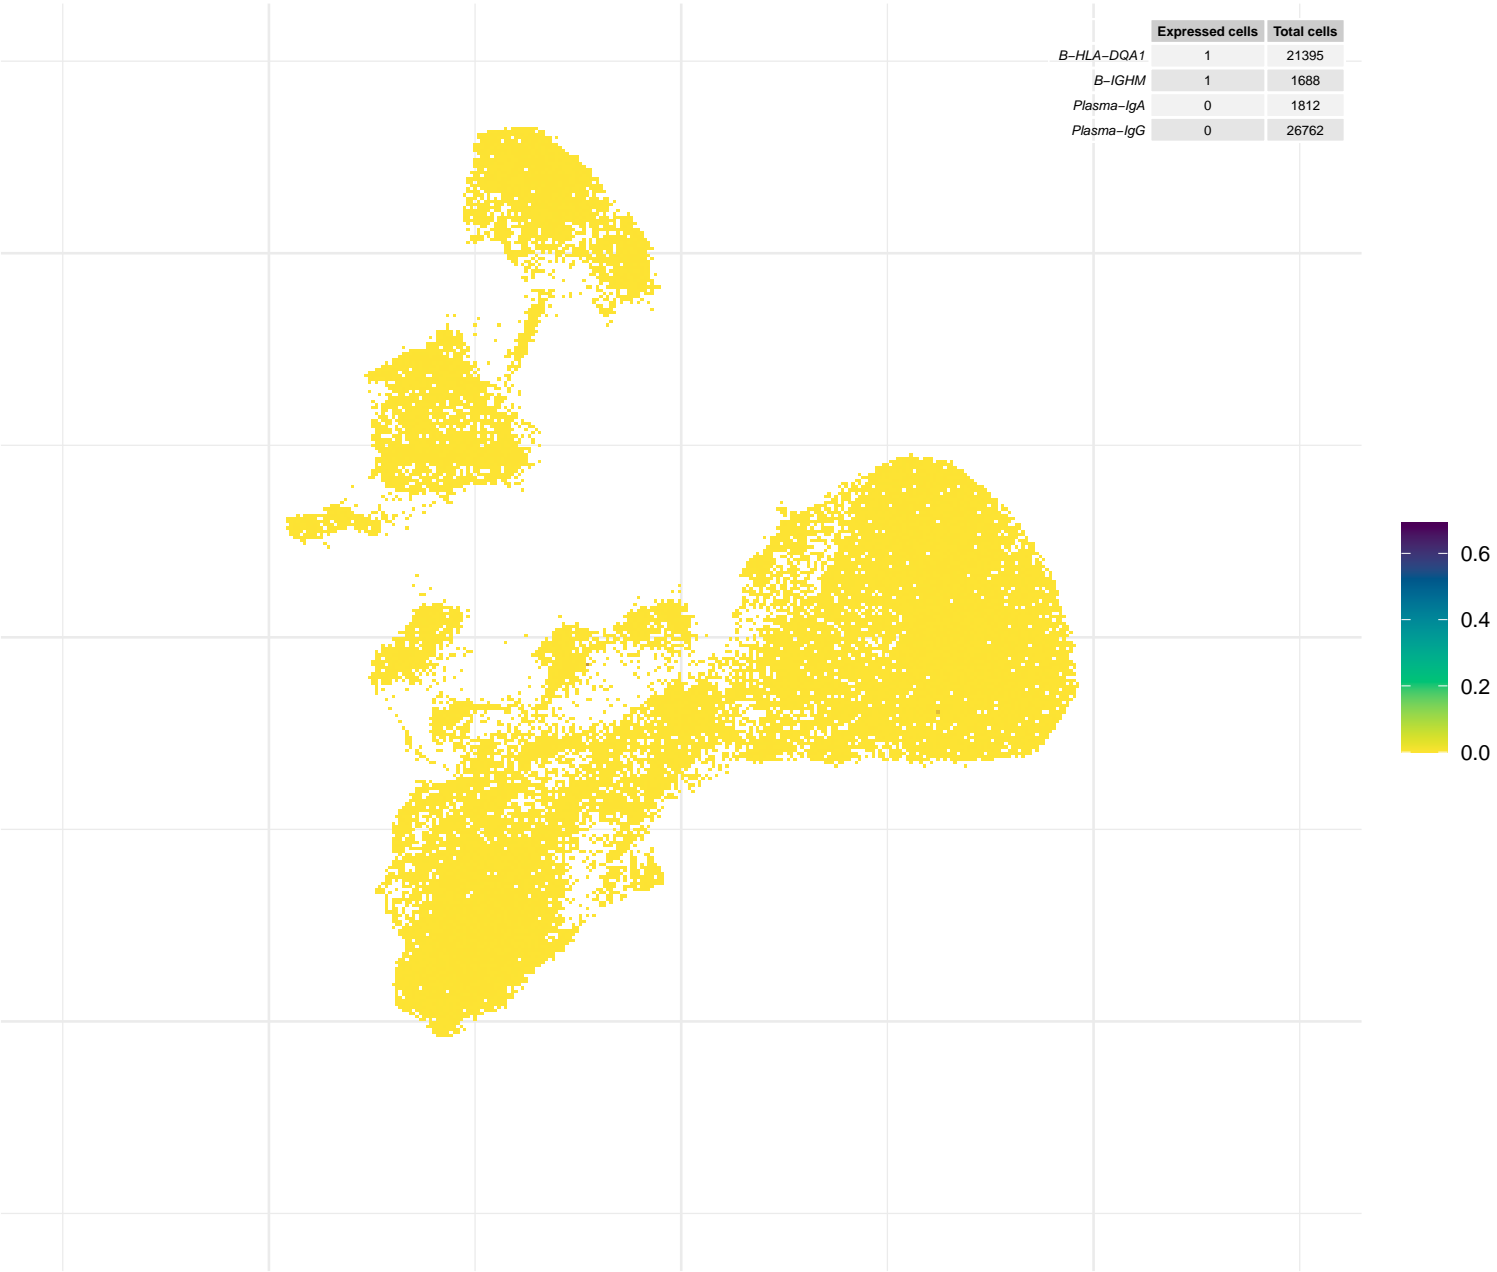 Expressed cells Total cells
B−HLA−DQA1 1 21395
B−IGHM 1 1688
Plasma−IgA 0 1812
Plasma−IgG 0 26762
0.6
0.4
0.2
0.0